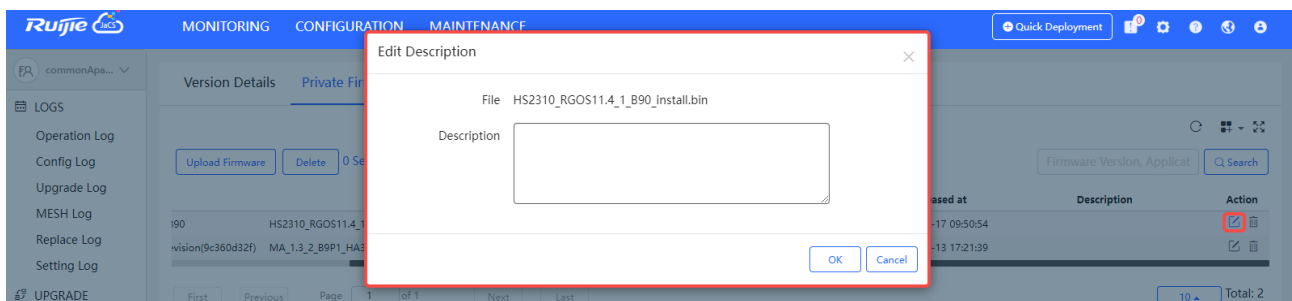 Ruijie JaCS MONITORING CONFIGURATION MAINTENANCE Quick Deployment 0
commonApa...
Version Details Private Fir
LOGS
Operation Log
Config Log
Upgrade Log
MESH Log
Replace Log
Setting Log
UPGRADE
Upload Firmware Delete 0 Se
Firmware Version, Applicat Search
ased at Description Action
390 HS2310_RGOS11.4_1 -17 09:50:54
evision(9c360d32f) MA_1.3_2_B9P1_HA3 -13 17:21:39
First Previous Page 1 of 1 Next Last 10 Total: 2
Edit Description
File HS2310_RGOS11.4_1_B90_install.bin
Description
OK Cancel